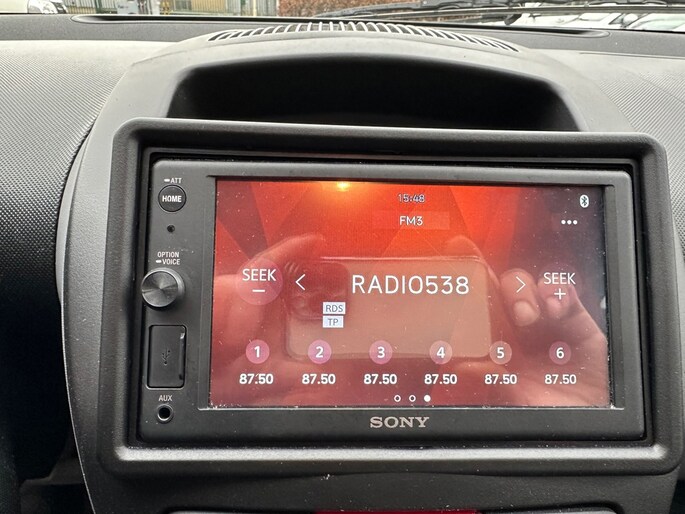 ATT
HOME
15:48
FM3
OPTION
VOICE
SEEK
−
RADIO538
SEEK
+
RDS
TP
1 2 3 4 5 6
87.50 87.50 87.50 87.50 87.50 87.50
AUX
SONY